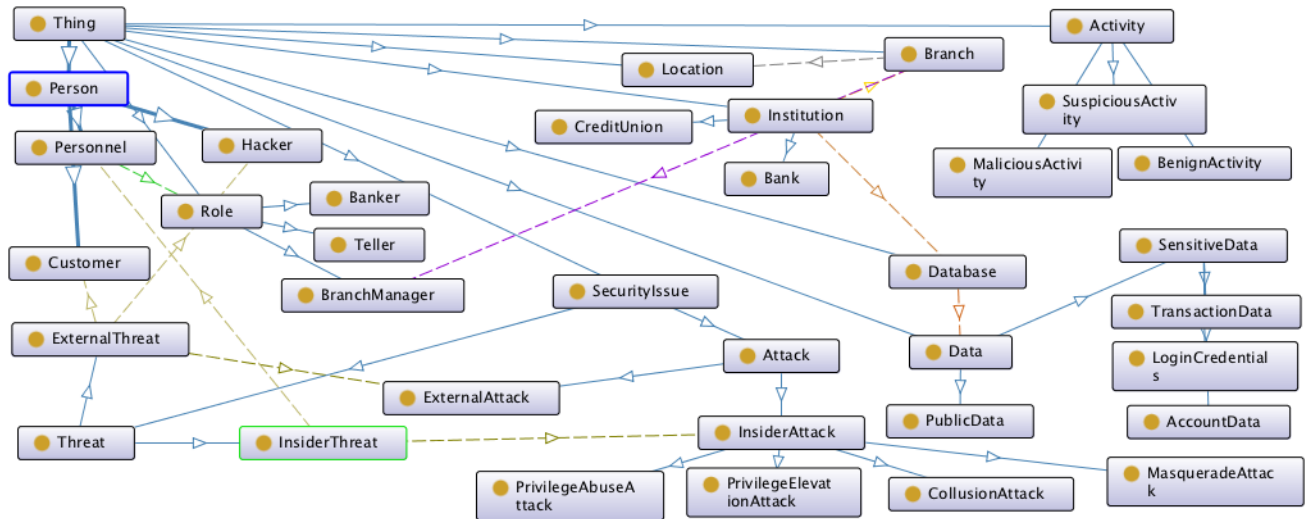 Thing
Activity
Branch
Location
Person
SuspiciousActiv
ity
Institution
CreditUnion
Personnel
Hacker
MaliciousActivi
ty
BenignActivity
Bank
Banker
Role
Teller
SensitiveData
Customer
Database
BranchManager
SecurityIssue
TransactionData
ExternalThreat
Attack
Data
LoginCredential
s
ExternalAttack
PublicData
AccountData
Threat
InsiderThreat
InsiderAttack
PrivilegeAbuseA
ttack
PrivilegeElevat
ionAttack
CollusionAttack
MasqueradeAttac
k